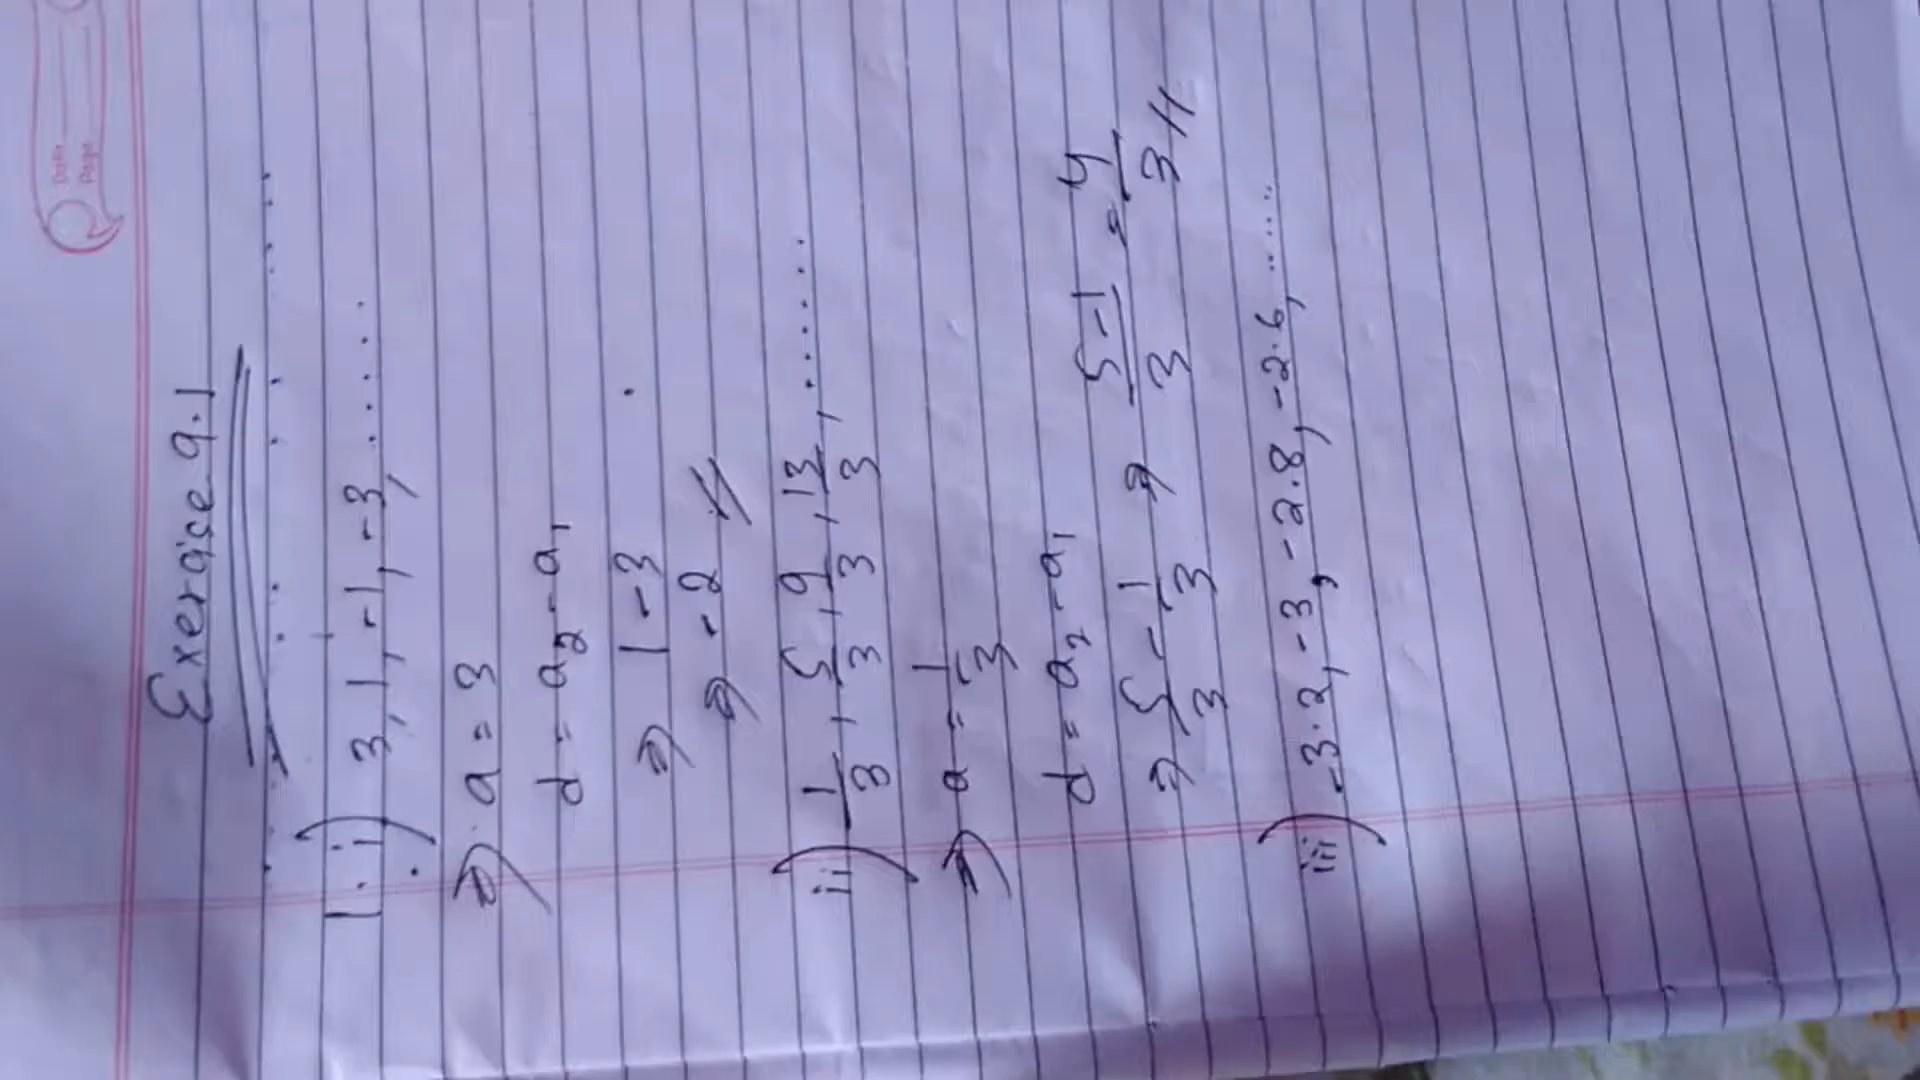 Date
Page
Exercise 9.1
1. i) 3, 1, -1, -3, ......
⇒ a = 3
d = a₂ - a₁
⇒ 1 - 3
⇒ -2 //
ii) 1/3, 5/3, 9/3, 13/3, ......
⇒ a = 1/3
d = a₂ - a₁
⇒ 5/3 - 1/3 ⇒ 5-1/3 = 4/3 //
iii) -3.2, -3, -2.8, -2.6, ......